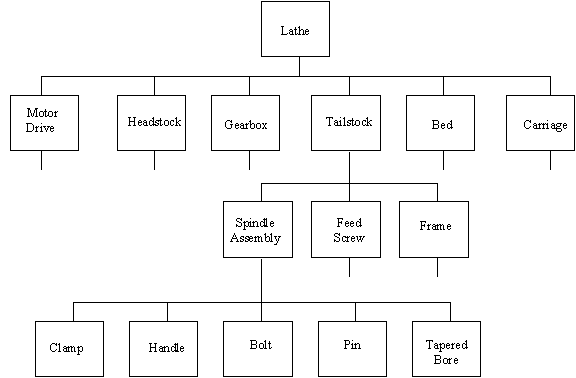 Lathe
Motor
Drive
Headstock
Gearbox
Tailstock
Bed
Carriage
Spindle
Assembly
Feed
Screw
Frame
Clamp
Handle
Bolt
Pin
Tapered
Bore